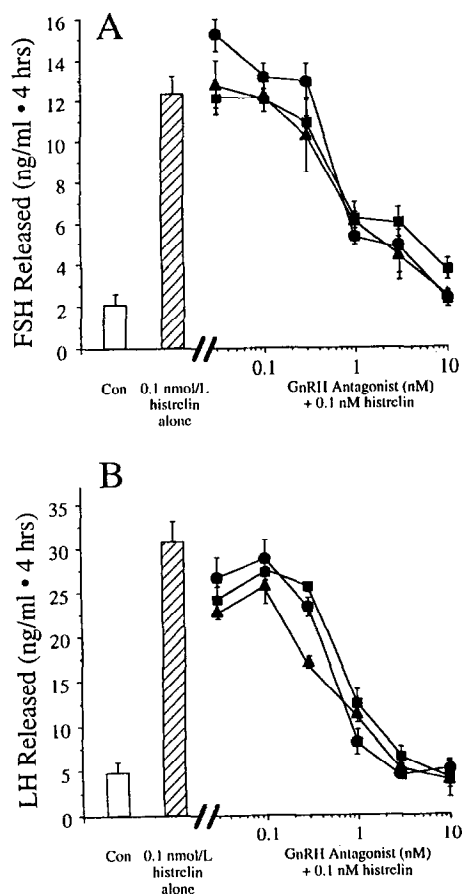 A
FSH Released (ng/ml • 4 hrs)
16
14
12
10
8
6
4
2
0
0.1
1
10
Con
0.1 nmol/L
histrelin
alone
GnRH Antagonist (nM)
+ 0.1 nM histrelin
B
LH Released (ng/ml • 4 hrs)
35
30
25
20
15
10
5
0
0.1
1
10
Con
0.1 nmol/L
histrelin
alone
GnRH Antagonist (nM)
+ 0.1 nM histrelin